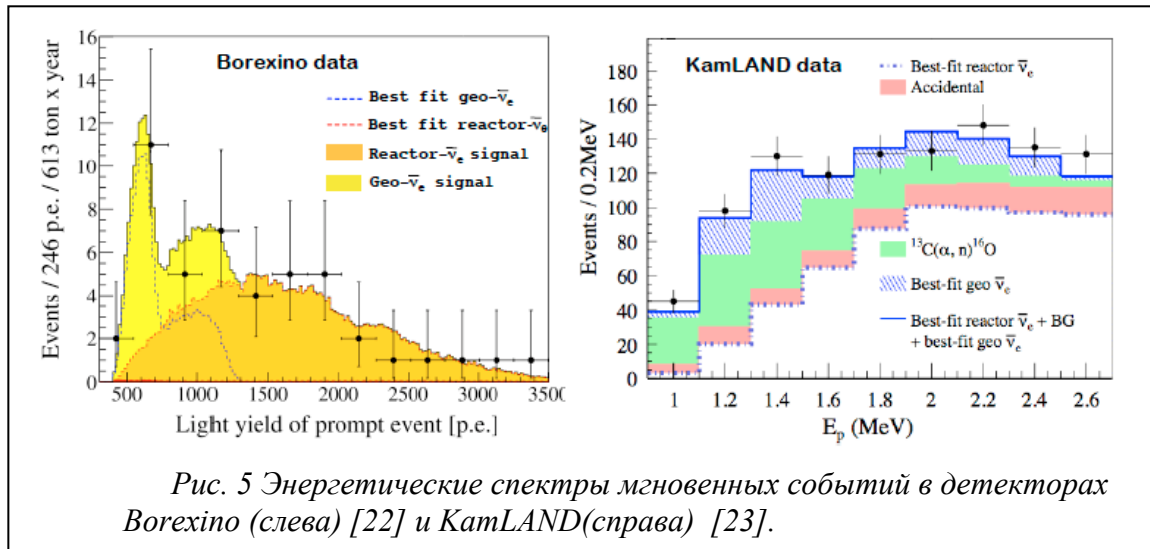 Borexino data
Best fit geo-ν̄e
Best fit reactor-ν̄e
Reactor-ν̄e signal
Geo-ν̄e signal
Events / 246 p.e. / 613 ton x year
16
14
12
10
8
6
4
2
0
500 1000 1500 2000 2500 3000 3500
Light yield of prompt event [p.e.]
KamLAND data
Best-fit reactor ν̄e
Accidental
13C(α, n)16O
Best-fit geo ν̄e
Best-fit reactor ν̄e + BG
+ best-fit geo ν̄e
Events / 0.2MeV
180
160
140
120
100
80
60
40
20
0
1 1.2 1.4 1.6 1.8 2 2.2 2.4 2.6
Ep (MeV)
Рис. 5 Энергетические спектры мгновенных событий в детекторах
Borexino (слева) [22] и KamLAND(справа) [23].